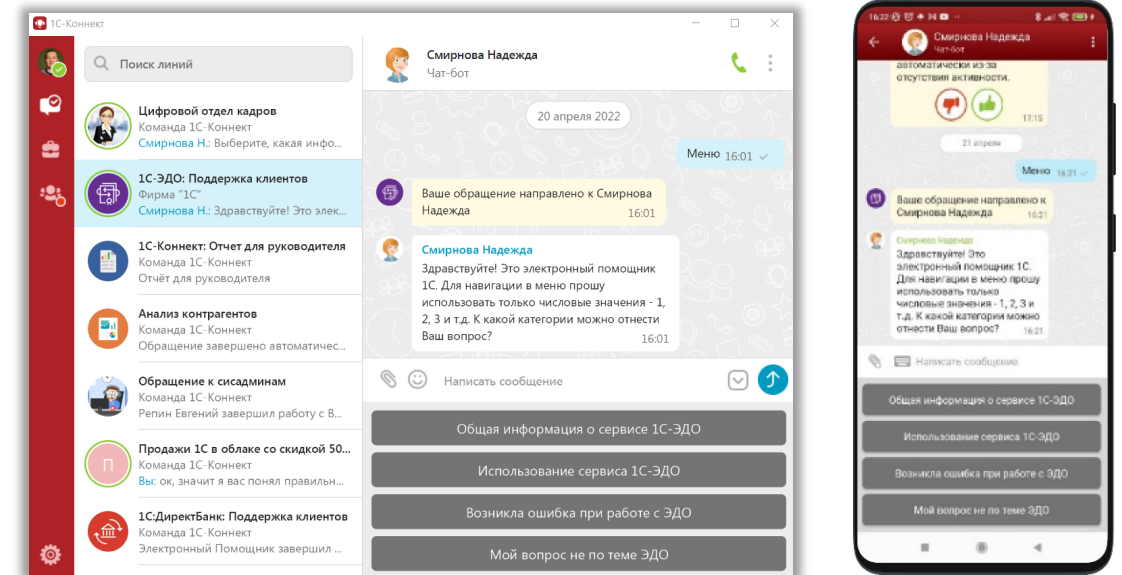 1С-Коннект
Поиск линий
Цифровой отдел кадров
Команда 1С-Коннект
Смирнова Н.: Выберите, какая инфо...
1С-ЭДО: Поддержка клиентов
Фирма "1С"
Смирнова Н.: Здравствуйте! Это элек...
1С-Коннект: Отчет для руководителя
Команда 1С-Коннект
Отчёт для руководителя
Анализ контрагентов
Команда 1С-Коннект
Обращение завершено автоматичес...
Обращение к сисадминам
Команда 1С-Коннект
Репин Евгений завершил работу с В...
П
Продажи 1С в облаке со скидкой 50...
Команда 1С-Коннект
Вы: ок, значит я вас понял правильн...
1С:ДиректБанк: Поддержка клиентов
Команда 1С-Коннект
Электронный Помощник завершил ...
Смирнова Надежда
Чат-бот
20 апреля 2022
Меню 16:01
Ваше обращение направлено к Смирнова
Надежда 16:01
Смирнова Надежда
Здравствуйте! Это электронный помощник
1С. Для навигации в меню прошу
использовать только числовые значения - 1,
2, 3 и т.д. К какой категории можно отнести
Ваш вопрос? 16:01
Написать сообщение
Общая информация о сервисе 1С-ЭДО
Использование сервиса 1С-ЭДО
Возникла ошибка при работе с ЭДО
Мой вопрос не по теме ЭДО
16:22
Смирнова Надежда
Чат-бот
автоматически из-за
отсутствия активности.
17:15
21 апреля
Меню 16:21
Ваше обращение направлено к
Смирнова Надежда 16:21
Смирнова Надежда
Здравствуйте! Это
электронный помощник 1С.
Для навигации в меню прошу
использовать только
числовые значения - 1, 2, 3 и
т.д. К какой категории можно
отнести Ваш вопрос? 16:21
Написать сообщение
Общая информация о сервисе 1С-ЭДО
Использование сервиса 1С-ЭДО
Возникла ошибка при работе с ЭДО
Мой вопрос не по теме ЭДО